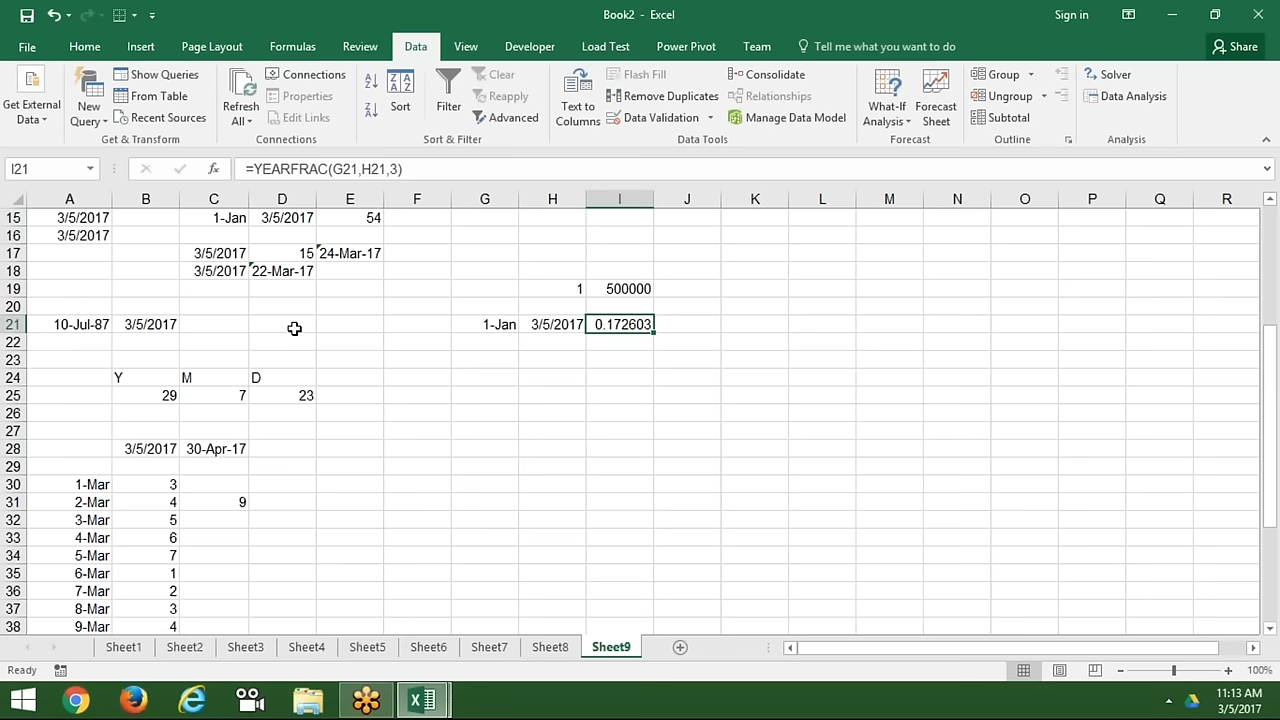 Book2 - Excel
Sign in
File Home Insert Page Layout Formulas Review Data View Developer Load Test Power Pivot Team Tell me what you want to do Share
Get External Data
New Query
Show Queries
From Table
Recent Sources
Get & Transform
Refresh All
Connections
Properties
Edit Links
Connections
Sort
Filter
Clear
Reapply
Advanced
Sort & Filter
Text to Columns
Flash Fill
Remove Duplicates
Data Validation
Consolidate
Relationships
Manage Data Model
Data Tools
What-If Analysis
Forecast Sheet
Forecast
Group
Ungroup
Subtotal
Outline
Solver
Data Analysis
Analysis
I21 fx =YEARFRAC(G21,H21,3)
A B C D E F G H I J K L M N O P Q R
15 3/5/2017 1-Jan 3/5/2017 54
16 3/5/2017
17 3/5/2017 15 24-Mar-17
18 3/5/2017 22-Mar-17
19 1 500000
20
21 10-Jul-87 3/5/2017 1-Jan 3/5/2017 0.172603
22
23
24 Y M D
25 29 7 23
26
27
28 3/5/2017 30-Apr-17
29
30 1-Mar 3
31 2-Mar 4 9
32 3-Mar 5
33 4-Mar 6
34 5-Mar 7
35 6-Mar 1
36 7-Mar 2
37 8-Mar 3
38 9-Mar 4
Sheet1 Sheet2 Sheet3 Sheet4 Sheet5 Sheet6 Sheet7 Sheet8 Sheet9
Ready 100%
11:13 AM
3/5/2017